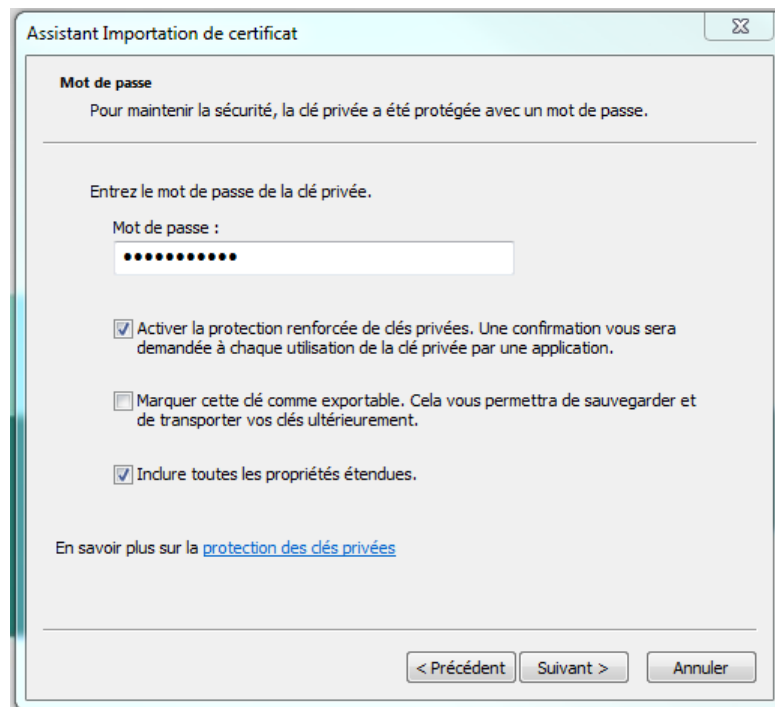 Assistant Importation de certificat
Mot de passe
Pour maintenir la sécurité, la clé privée a été protégée avec un mot de passe.
Entrez le mot de passe de la clé privée.
Mot de passe :
•••••••••••
Activer la protection renforcée de clés privées. Une confirmation vous sera
demandée à chaque utilisation de la clé privée par une application.
Marquer cette clé comme exportable. Cela vous permettra de sauvegarder et
de transporter vos clés ultérieurement.
Inclure toutes les propriétés étendues.
En savoir plus sur la protection des clés privées
< Précédent Suivant > Annuler